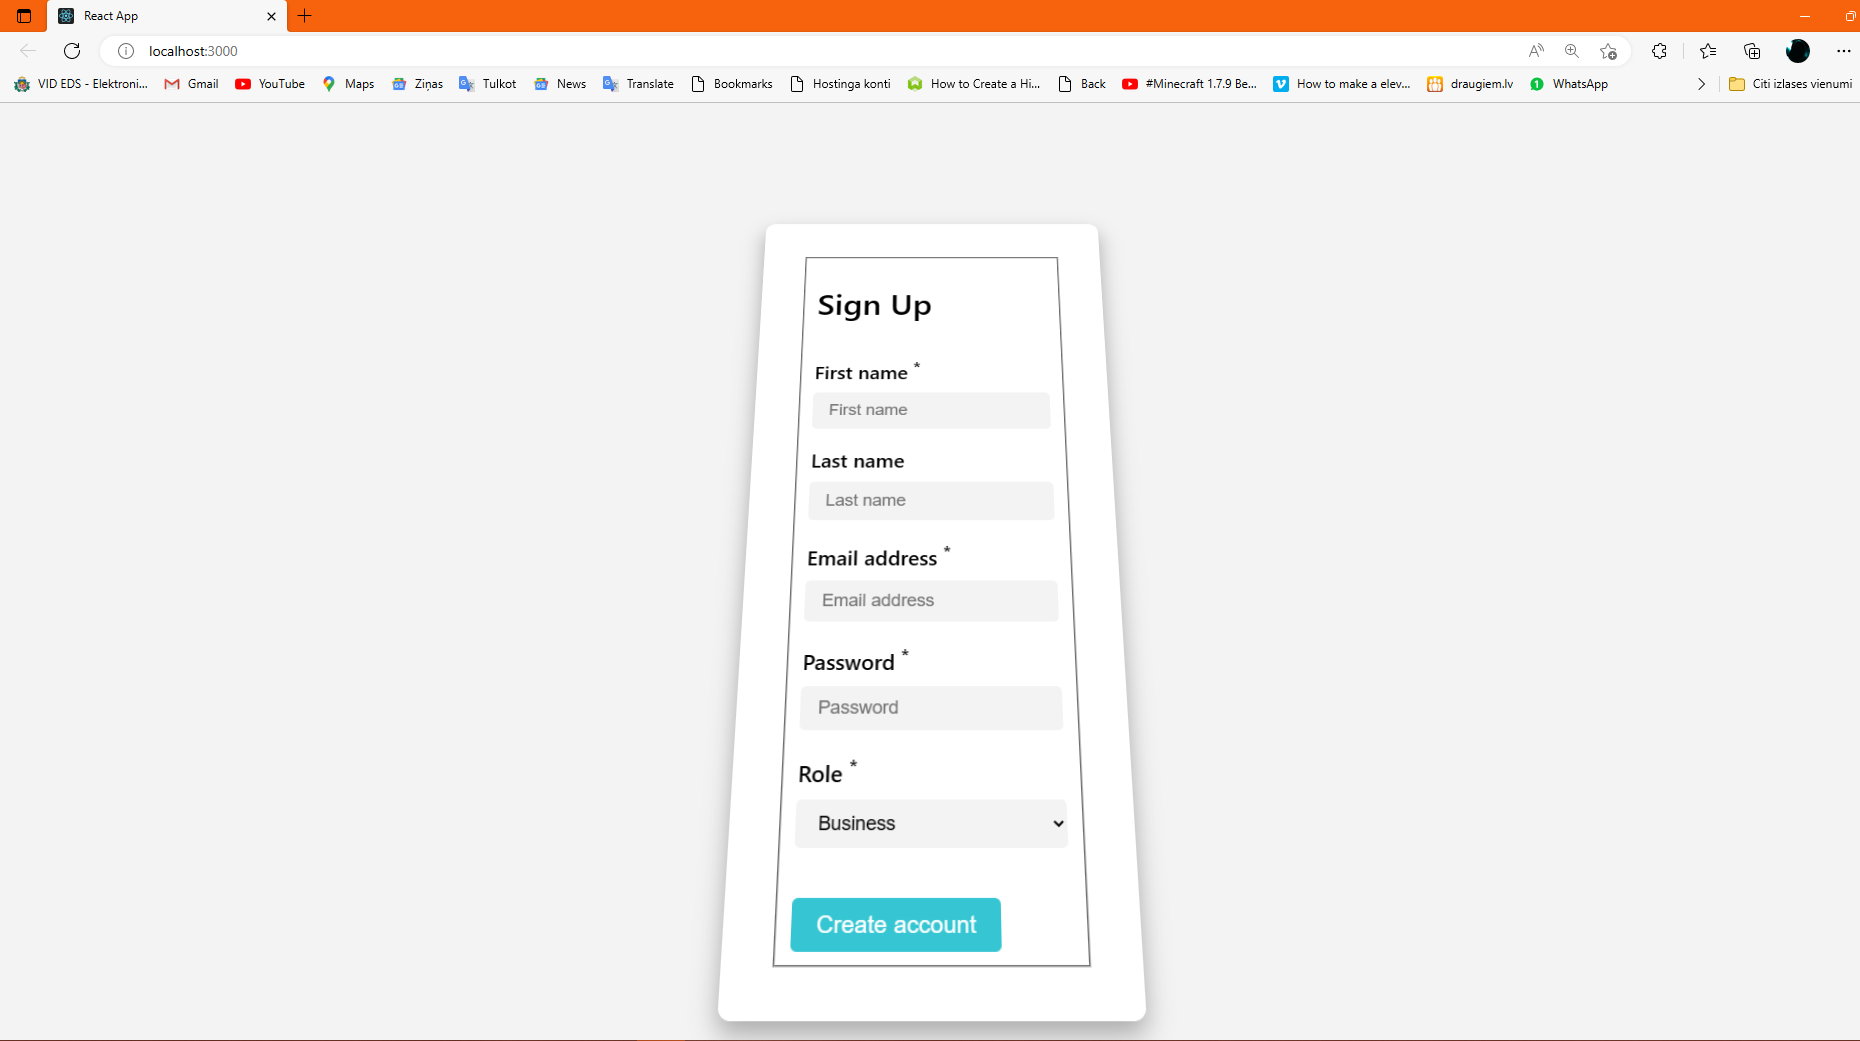 React App
localhost:3000
VID EDS - Elektroni... Gmail YouTube Maps Ziņas Tulkot News Translate Bookmarks Hostinga konti How to Create a Hi... Back #Minecraft 1.7.9 Be... How to make a elev... draugiem.lv WhatsApp Citi izlases vienumi
Sign Up
First name *
First name
Last name
Last name
Email address *
Email address
Password *
Password
Role *
Business
Create account